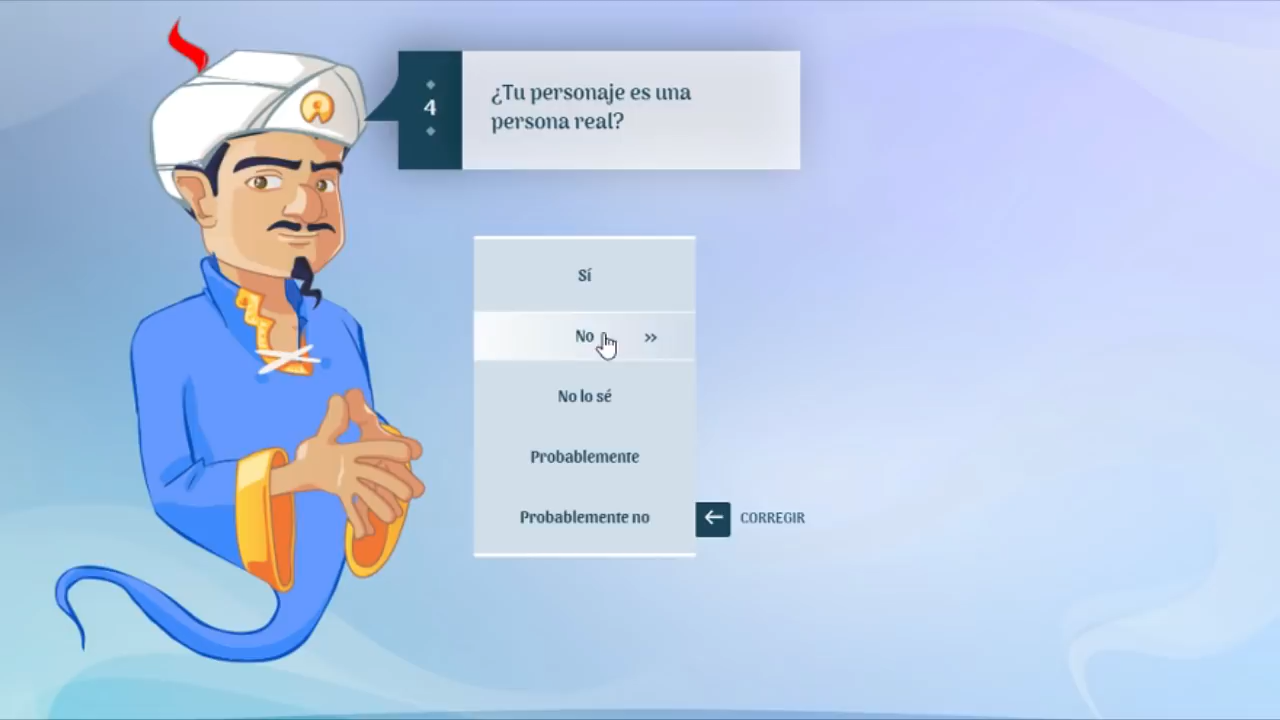 4
¿Tu personaje es una
persona real?
Sí
No »
No lo sé
Probablemente
Probablemente no
CORREGIR